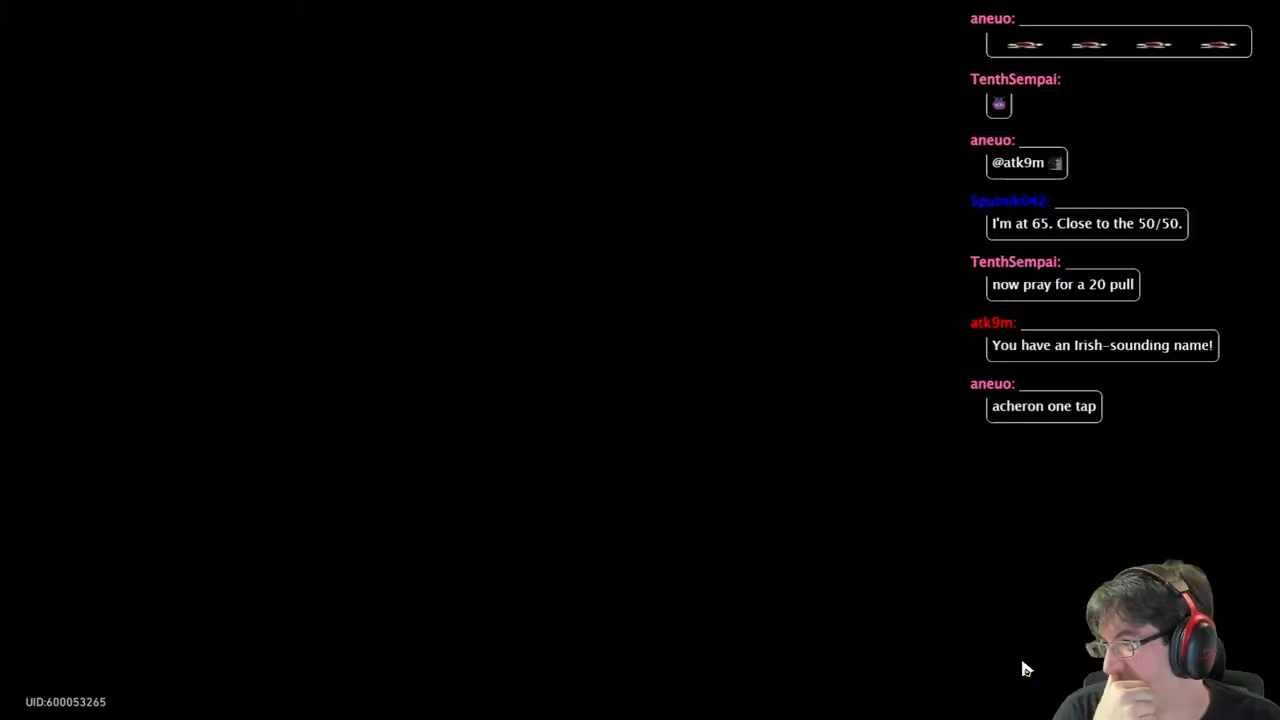 aneuo:
TenthSempai:
aneuo:
@atk9m
Sputnik042:
I'm at 65. Close to the 50/50.
TenthSempai:
now pray for a 20 pull
atk9m:
You have an Irish-sounding name!
aneuo:
acheron one tap
UID:600053265